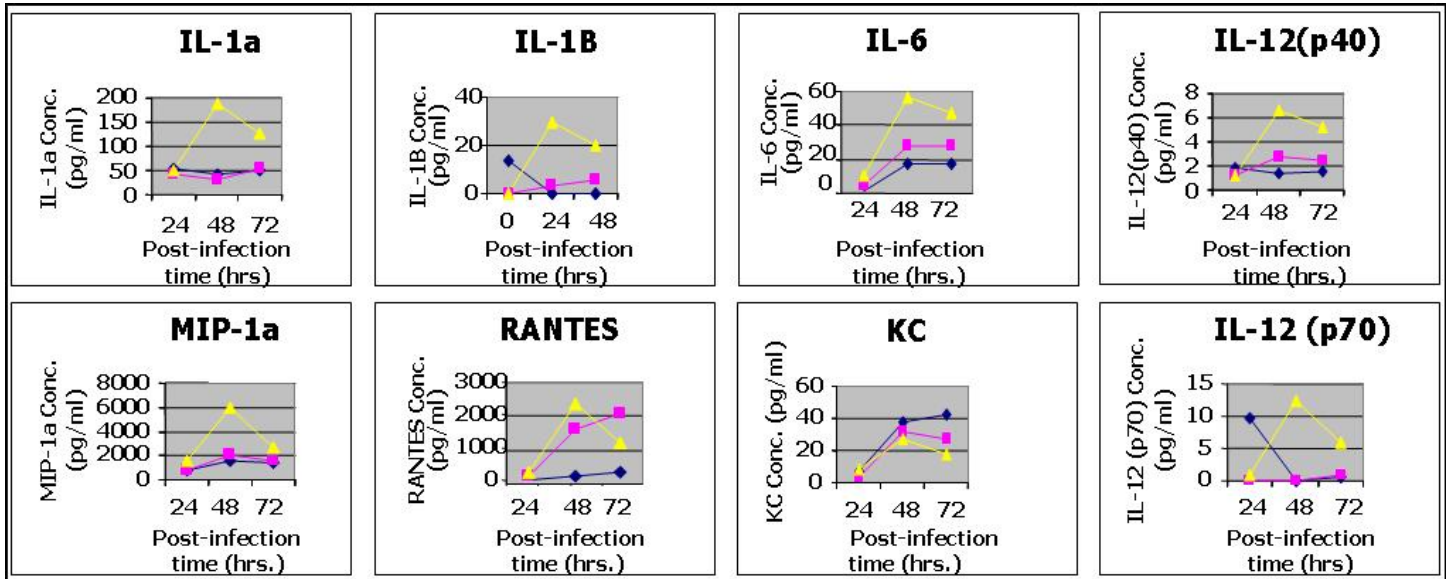 IL-1a
IL-1a Conc.
(pg/ml)
200
150
100
50
0
24 48 72
Post-infection
time (hrs)
IL-1B
IL-1B Conc.
(pg/ml)
40
20
0
0 24 48
Post-infection
time (hrs)
IL-6
IL-6 Conc.
(pg/ml)
60
40
20
0
24 48 72
Post-infection
time (hrs.)
IL-12(p40)
IL-12(p40) Conc.
(pg/ml)
8
6
4
2
0
24 48 72
Post-infection
time (hrs.)
MIP-1a
MIP-1a Conc.
(pg/ml)
8000
6000
4000
2000
0
24 48 72
Post-infection
time (hrs.)
RANTES
RANTES Conc.
(pg/ml)
3000
2000
1000
0
24 48 72
Post-infection
time (hrs.)
KC
KC Conc. (pg/ml)
60
40
20
0
24 48 72
Post-infection
time (hrs.)
IL-12 (p70)
IL-12 (p70) Conc.
(pg/ml)
15
10
5
0
24 48 72
Post-infection
time (hrs.)